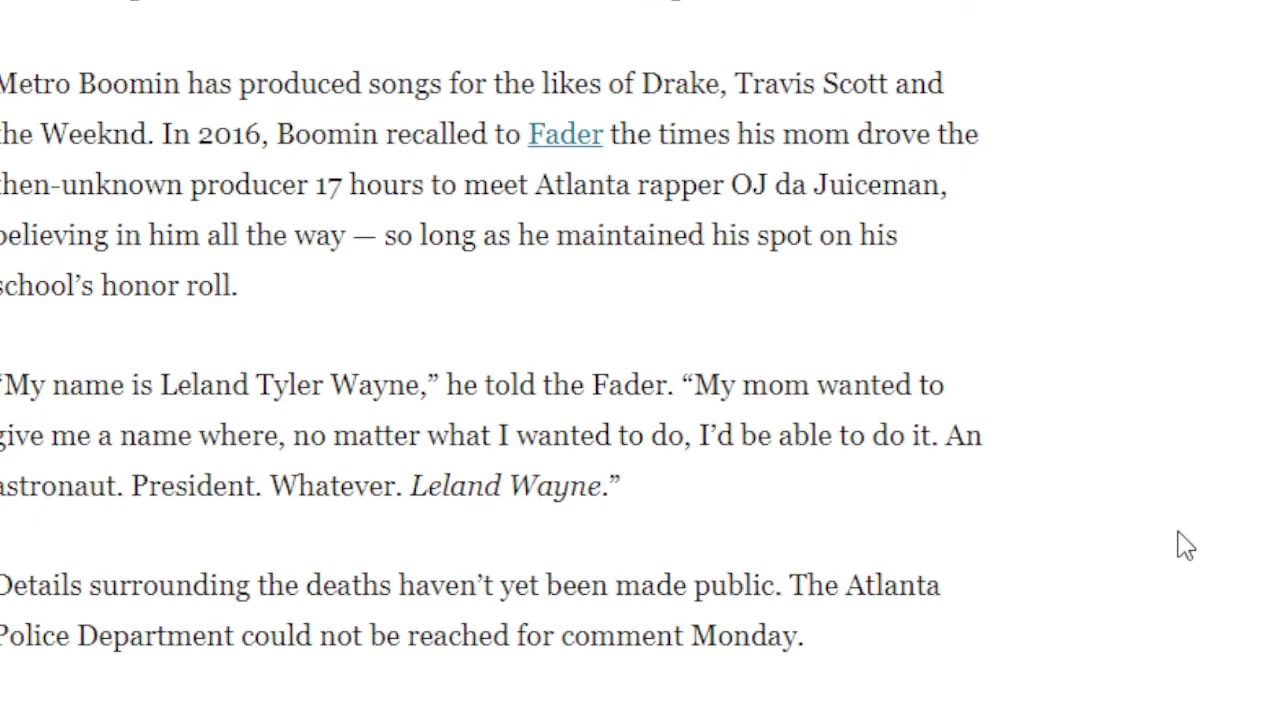 Metro Boomin has produced songs for the likes of Drake, Travis Scott and
the Weeknd. In 2016, Boomin recalled to Fader the times his mom drove the
then-unknown producer 17 hours to meet Atlanta rapper OJ da Juiceman,
believing in him all the way — so long as he maintained his spot on his
school’s honor roll.
“My name is Leland Tyler Wayne,” he told the Fader. “My mom wanted to
give me a name where, no matter what I wanted to do, I’d be able to do it. An
astronaut. President. Whatever. Leland Wayne.”
Details surrounding the deaths haven’t yet been made public. The Atlanta
Police Department could not be reached for comment Monday.